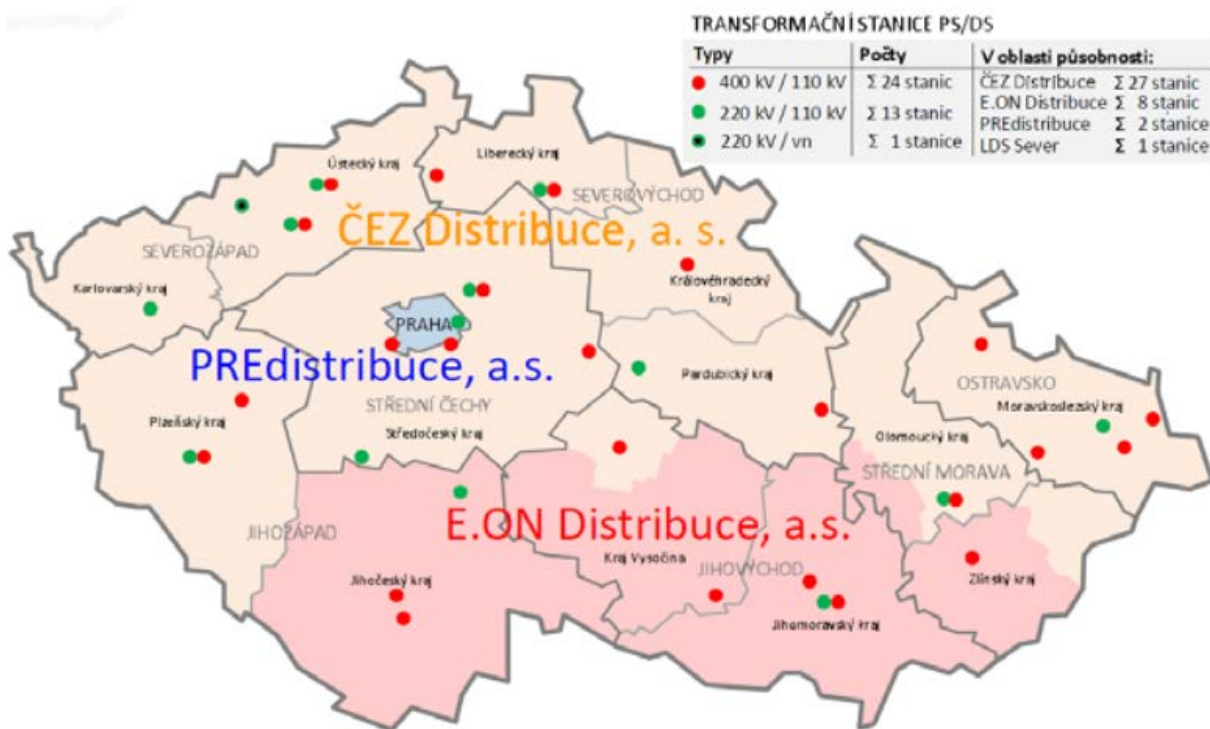 TRANSFORMAČNÍ STANICE PS/DS
Typy Počty V oblasti působnosti:
400 kV / 110 kV Σ 24 stanic ČEZ Distribuce Σ 27 stanic
220 kV / 110 kV Σ 13 stanic E.ON Distribuce Σ 8 stanic
220 kV / vn Σ 1 stanice PREdistribuce Σ 2 stanice
LDS Sever Σ 1 stanice
Ústecký kraj
Liberecký kraj
SEVEROVÝCHOD
ČEZ Distribuce, a. s.
SEVEROZÁPAD
Karlovarský kraj
Královéhradecký
kraj
PRAHA
PREdistribuce, a.s.
Pardubický kraj
OSTRAVSKO
Moravskoslezský kraj
STŘEDNÍ ČECHY
Středočeský kraj
Plzeňský kraj
Olomoucký kraj
STŘEDNÍ MORAVA
JIHOZÁPAD
E.ON Distribuce, a.s.
Kraj Vysočina
JIHOVÝCHOD
Jihočeský kraj
Zlínský kraj
Jihomoravský kraj